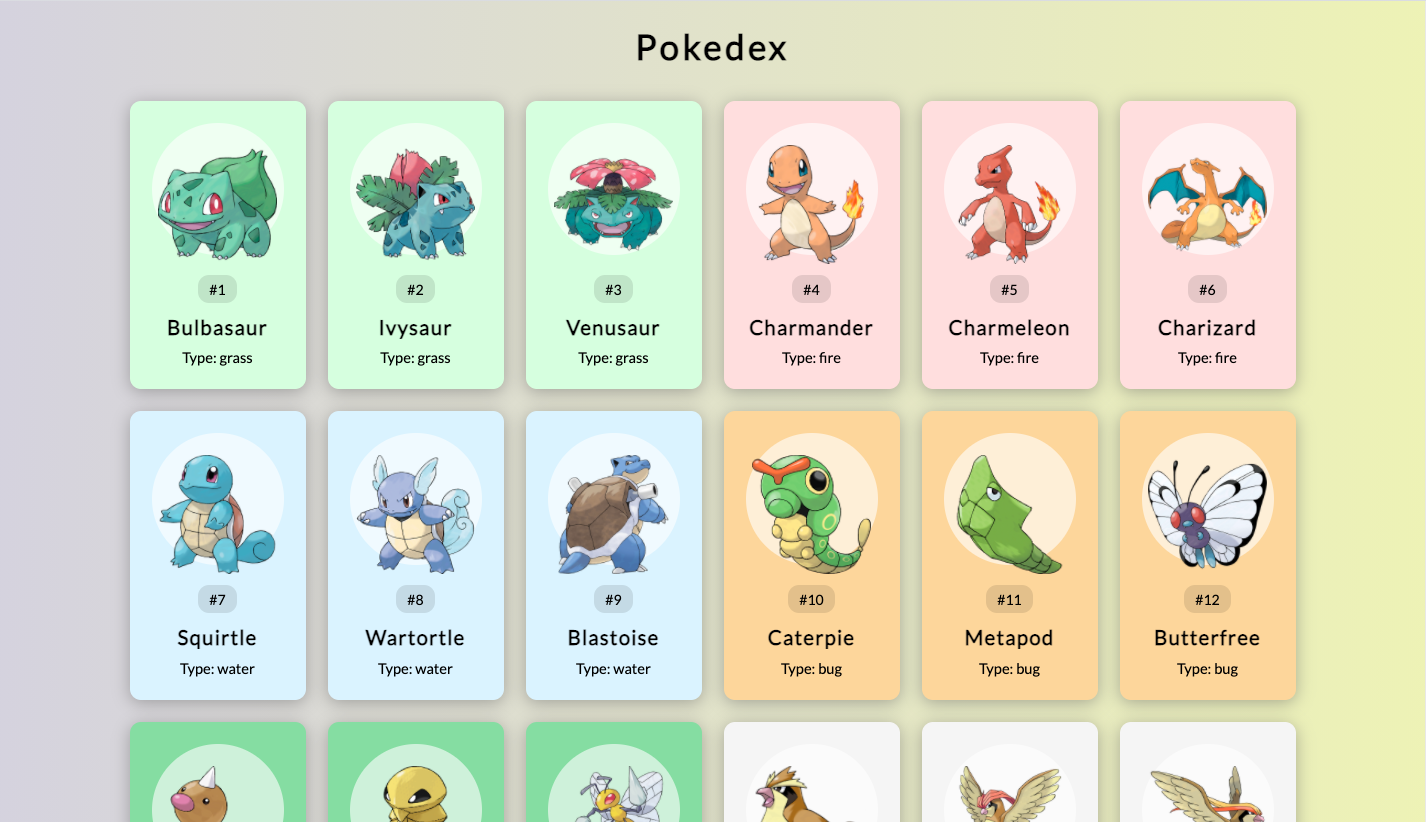 Pokedex
#1
Bulbasaur
Type: grass
#2
Ivysaur
Type: grass
#3
Venusaur
Type: grass
#4
Charmander
Type: fire
#5
Charmeleon
Type: fire
#6
Charizard
Type: fire
#7
Squirtle
Type: water
#8
Wartortle
Type: water
#9
Blastoise
Type: water
#10
Caterpie
Type: bug
#11
Metapod
Type: bug
#12
Butterfree
Type: bug